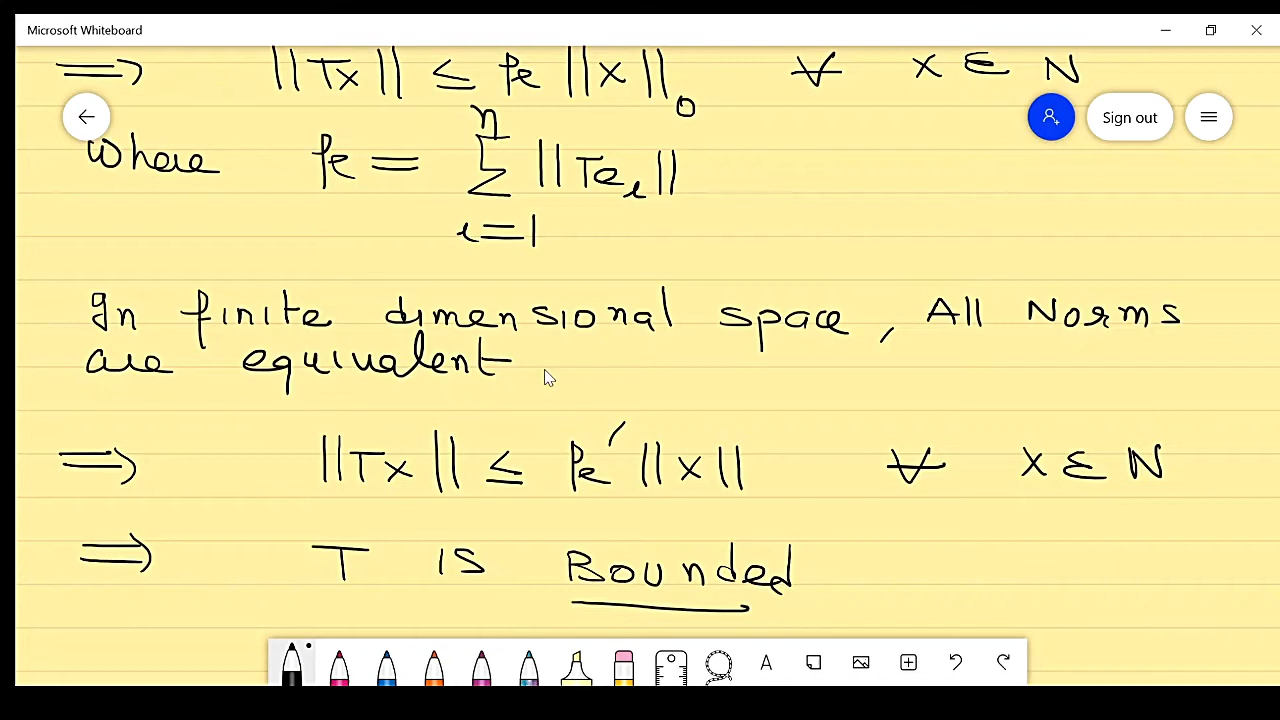 Microsoft Whiteboard
⟹ ||Tx|| ≤ k ||x||₀ ∀ x ∈ N
Sign out
Where k = Σ_{i=1}^{n} ||Te_i||
In finite dimensional space, All Norms
are equivalent
⟹ ||Tx|| ≤ k′ ||x|| ∀ x ∈ N
⟹ T is Bounded
A